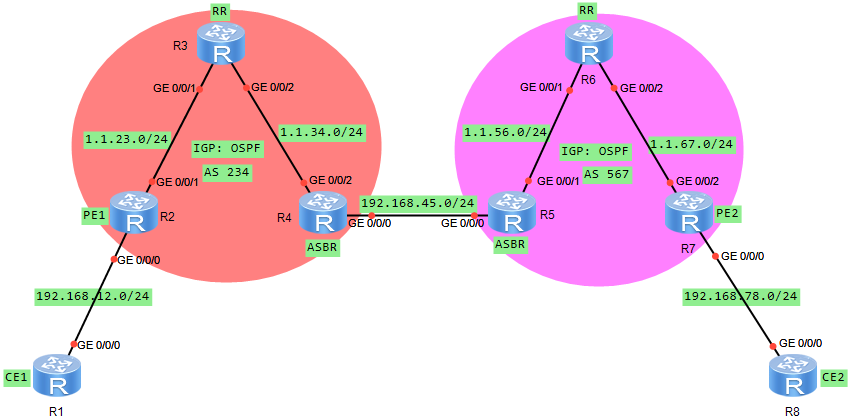 RR
RR
R3
R6
GE 0/0/1
GE 0/0/2
GE 0/0/1
GE 0/0/2
1.1.23.0/24
1.1.34.0/24
1.1.56.0/24
1.1.67.0/24
IGP: OSPF
IGP: OSPF
AS 234
AS 567
GE 0/0/1
GE 0/0/2
GE 0/0/1
GE 0/0/2
192.168.45.0/24
PE1
R2
R4
R5
PE2
GE 0/0/0
GE 0/0/0
R7
ASBR
ASBR
GE 0/0/0
GE 0/0/0
192.168.12.0/24
192.168.78.0/24
GE 0/0/0
GE 0/0/0
CE1
CE2
R1
R8
R
R
R
R
R
R
R
R